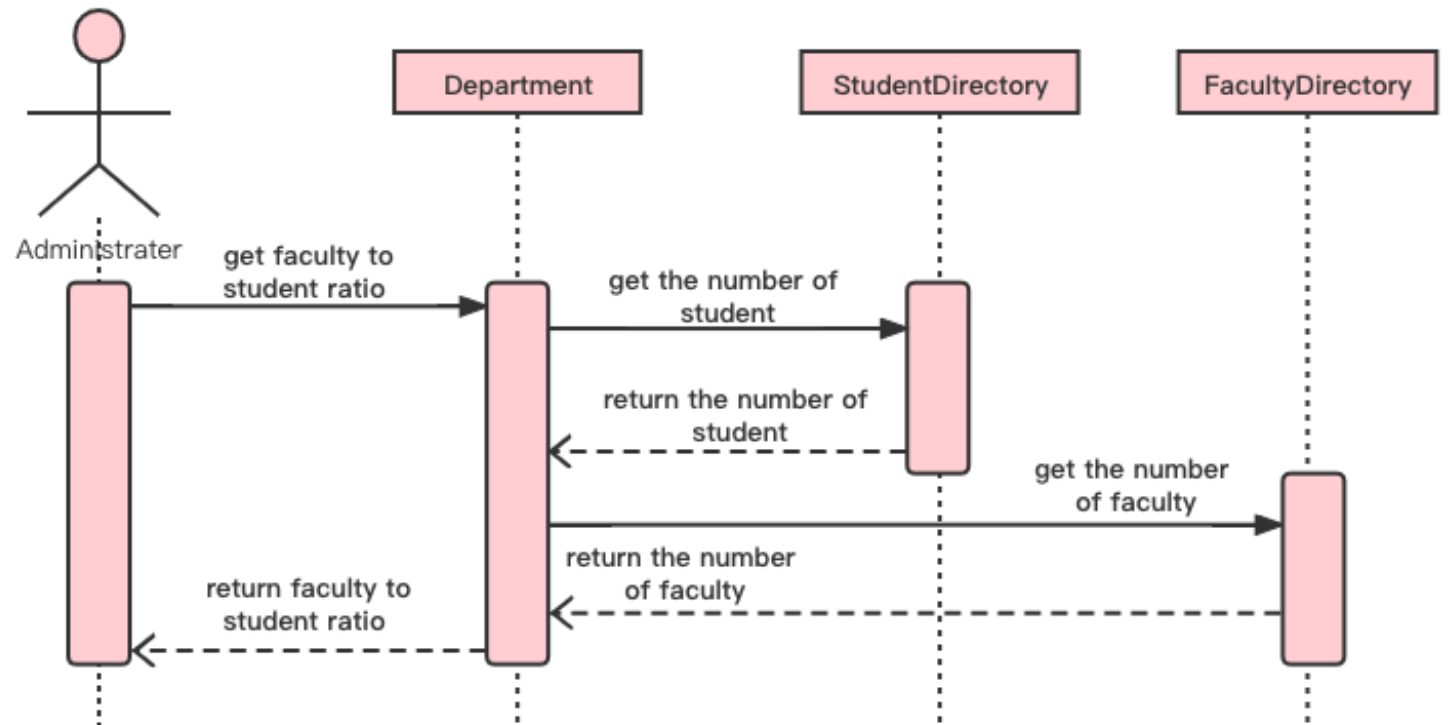 Department
StudentDirectory
FacultyDirectory
Administrater
get faculty to
student ratio
get the number of
student
return the number of
student
get the number
of faculty
return the number
of faculty
return faculty to
student ratio